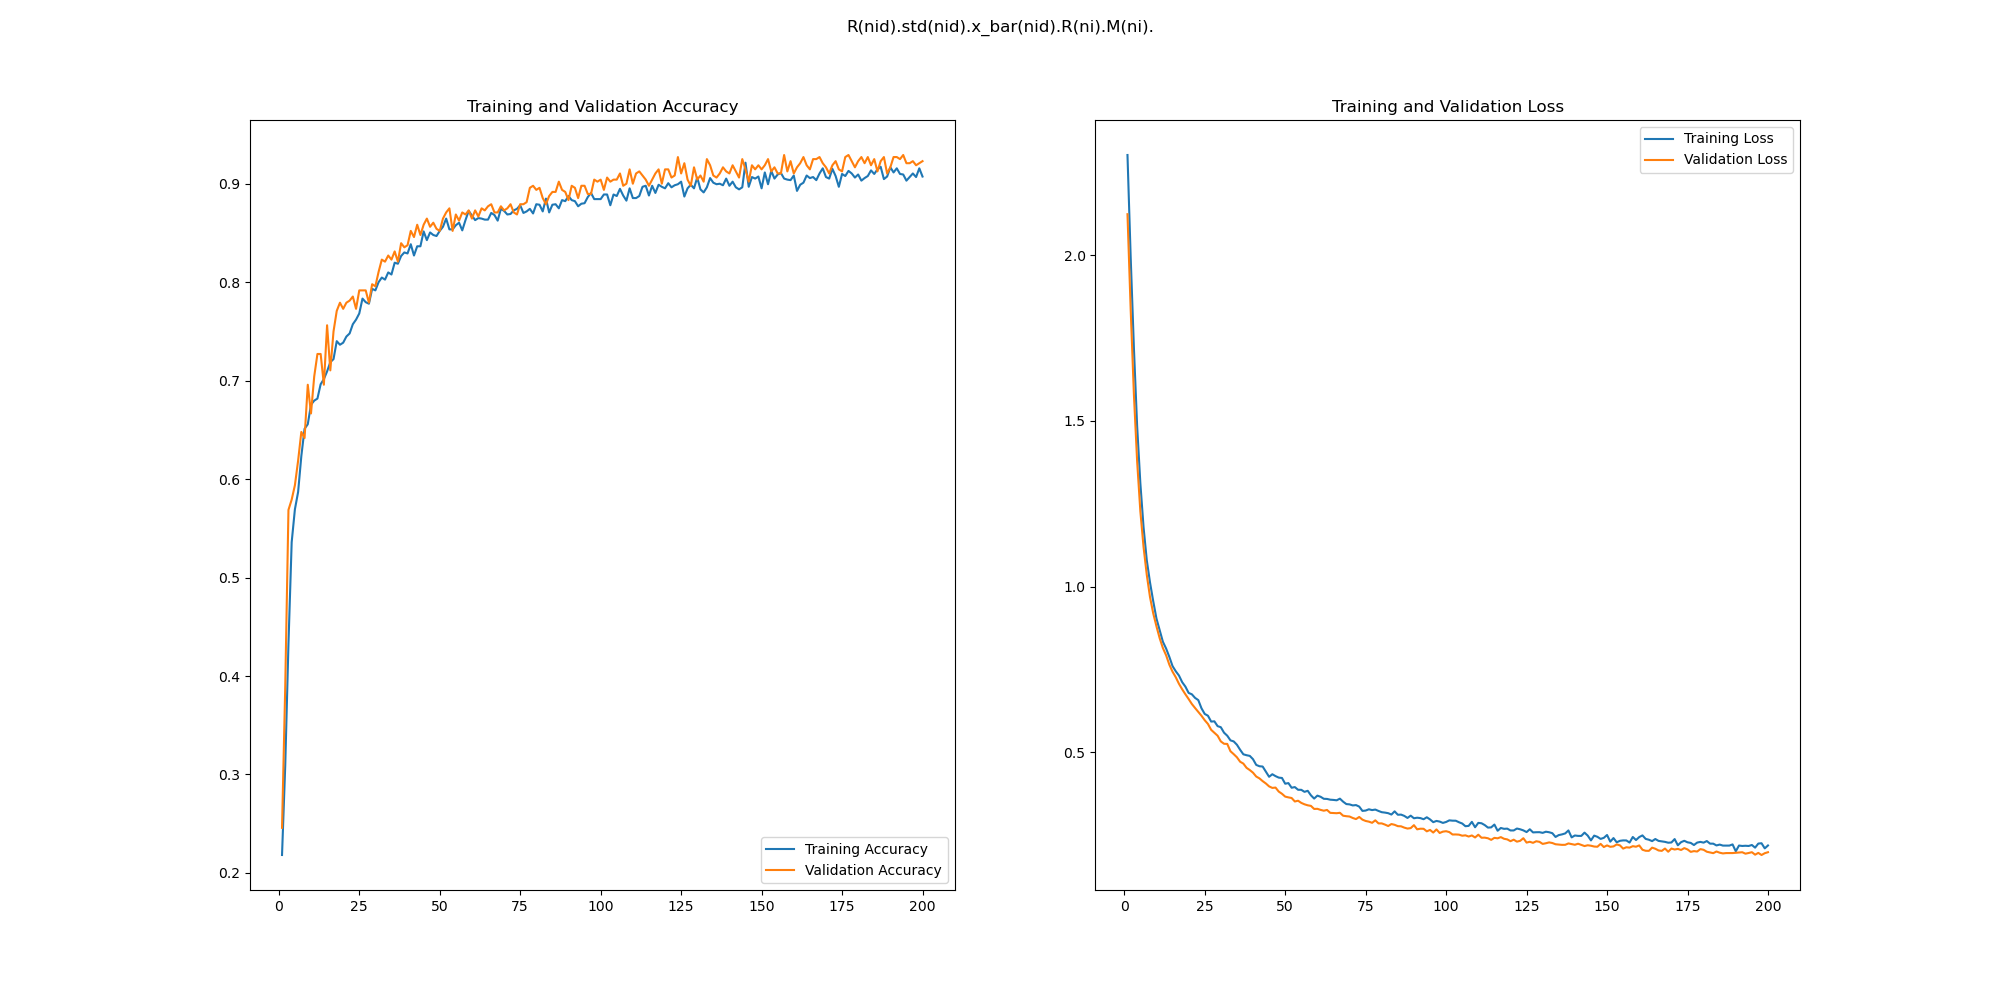 R(nid).std(nid).x_bar(nid).R(ni).M(ni).
Training and Validation Accuracy
0.9
0.8
0.7
0.6
0.5
0.4
0.3
0.2
Training Accuracy
Validation Accuracy
0 25 50 75 100 125 150 175 200
Training and Validation Loss
Training Loss
Validation Loss
2.0
1.5
1.0
0.5
0 25 50 75 100 125 150 175 200